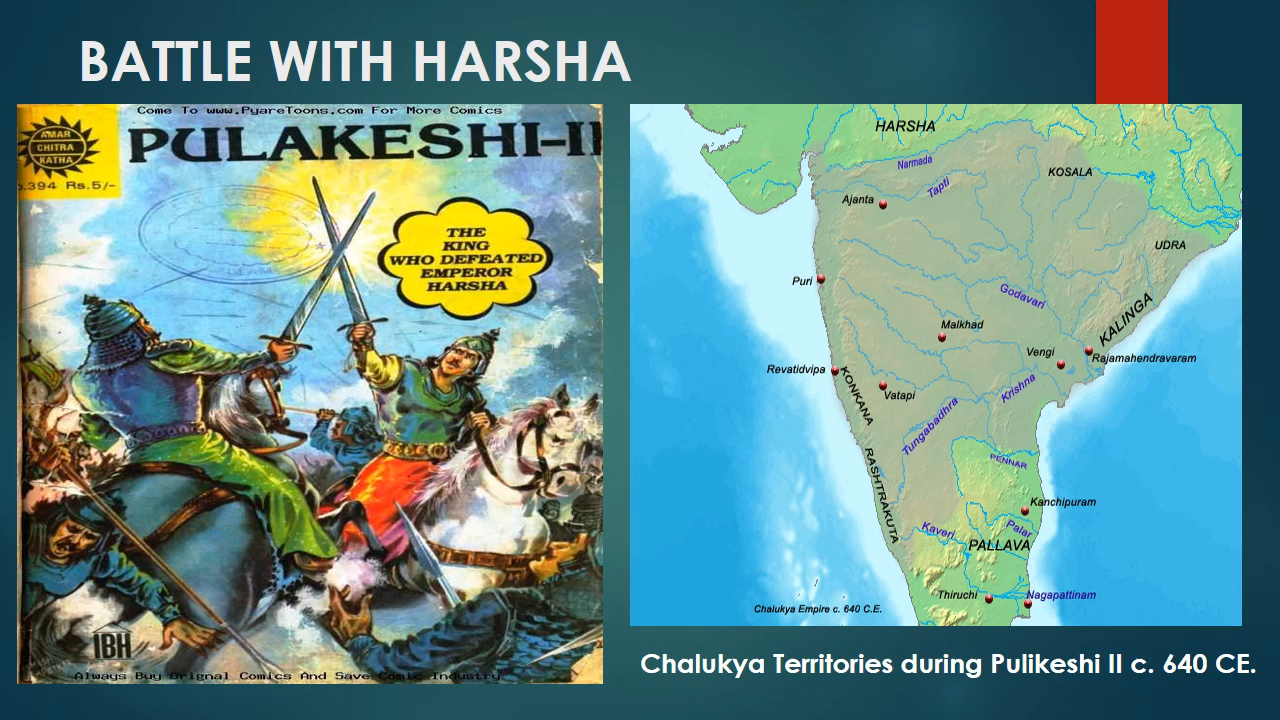 BATTLE WITH HARSHA
Come To www.PyareToons.com For More Comics
AMAR
CHITRA
KATHA
PULAKESHI-II
.394 Rs.5/-
THE
KING
WHO DEFEATED
EMPEROR
HARSHA
IBH
Always Buy Orignal Comics And Save Comic Industry
HARSHA
Narmada
KOSALA
Tapti
Ajanta
UDRA
Puri
Godavari
KALINGA
Malkhad
Vengi
Rajamahendravaram
Revatidvipa
KONKANA
Vatapi
Krishna
Tungabadhra
PENNAR
RASHTRAKUTA
Kanchipuram
Kaveri
Palar
PALLAVA
Thiruchi
Nagapattinam
Chalukya Empire c. 640 C.E.
Chalukya Territories during Pulikeshi II c. 640 CE.